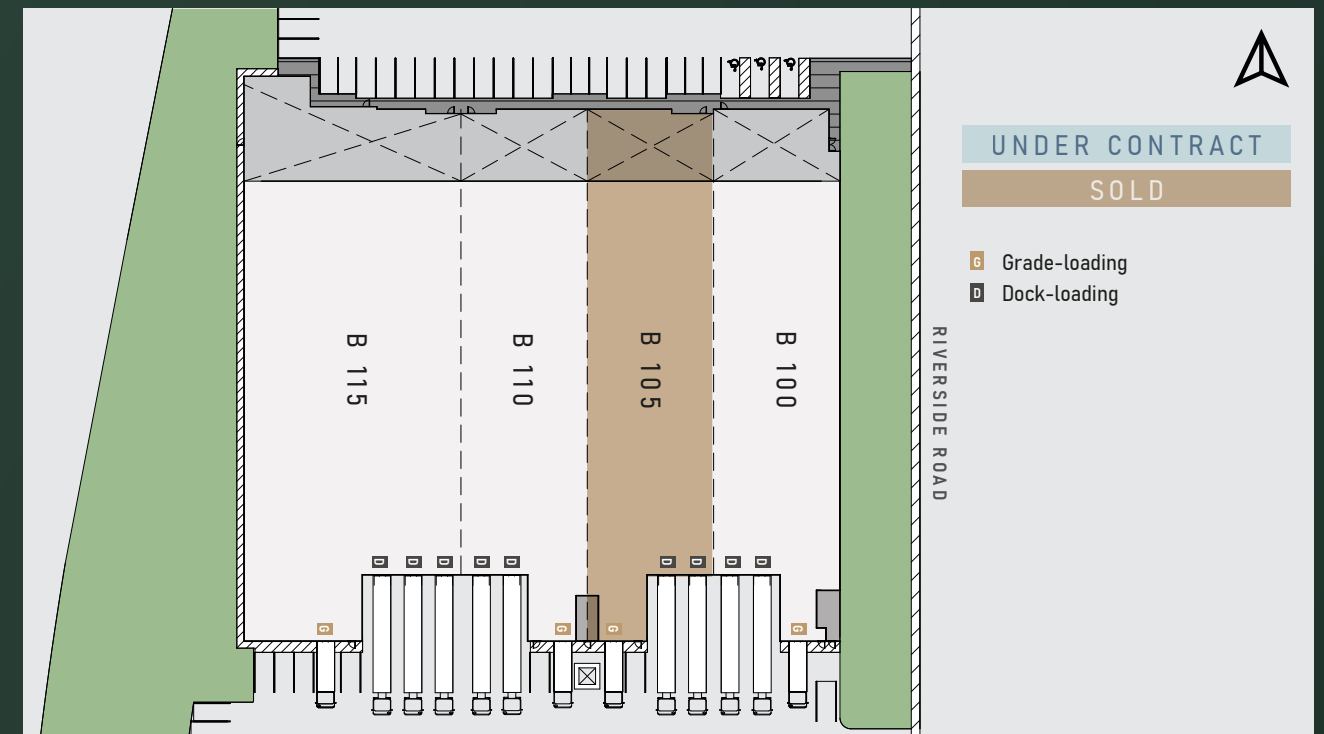 UNDER CONTRACT
SOLD
G Grade-loading
D Dock-loading
RIVERSIDE ROAD
B 115
B 110
B 105
B 100
D D D D D D D D D
G G G G